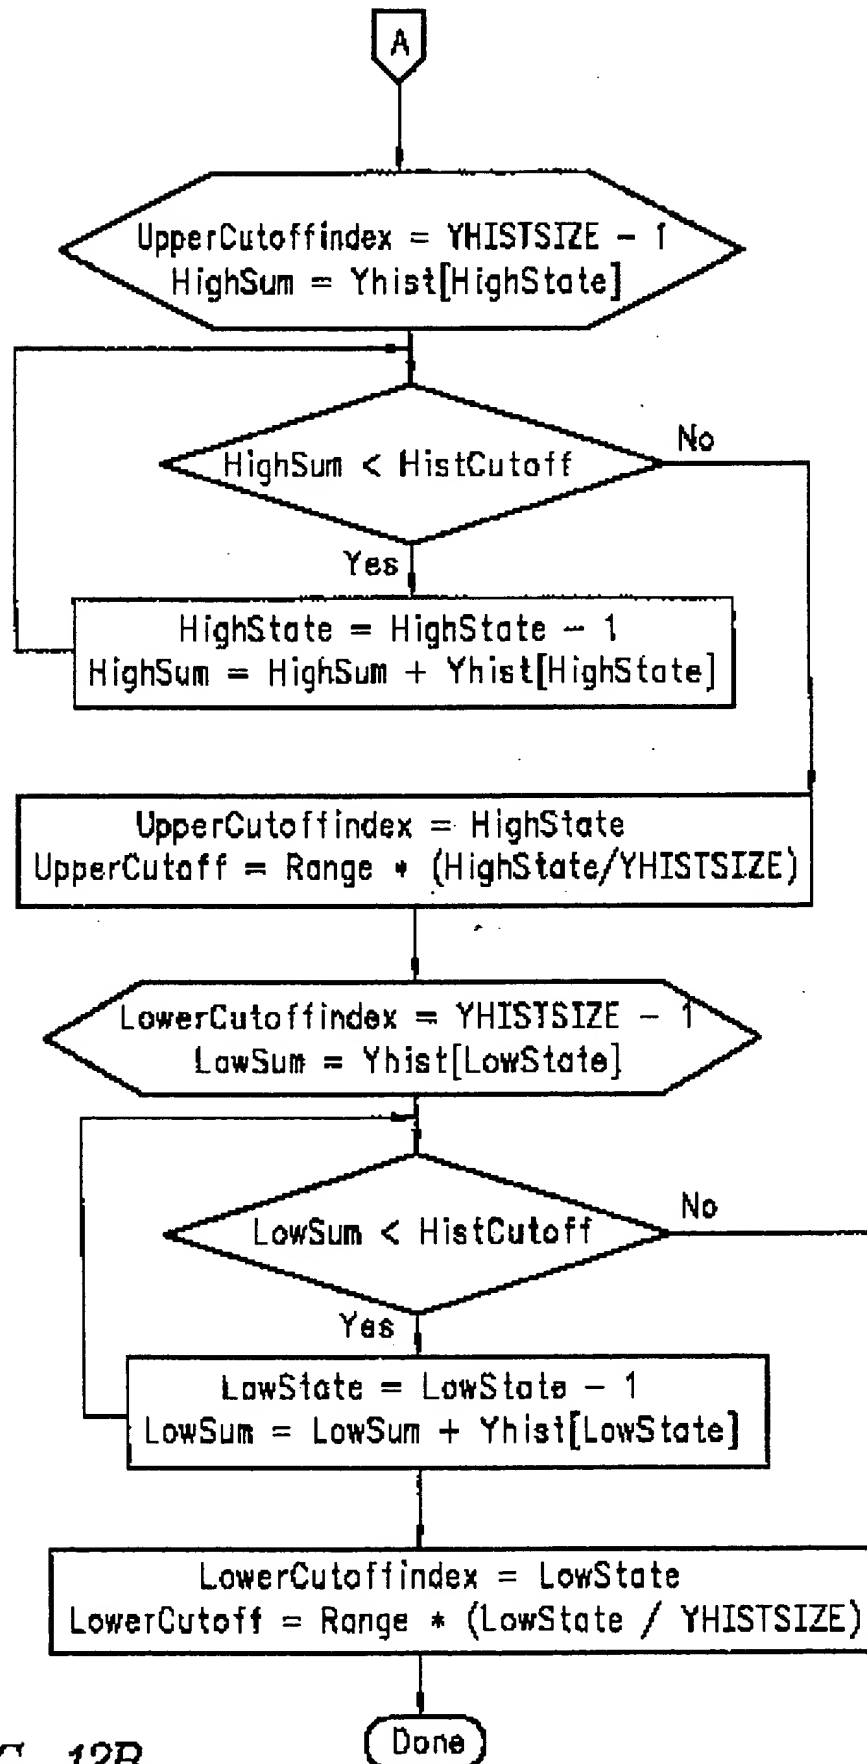 A
UpperCutoffindex = YHISTSIZE - 1
HighSum = Yhist[HighState]
HighSum < HistCutoff
No
Yes
HighState = HighState - 1
HighSum = HighSum + Yhist[HighState]
UpperCutoffindex = HighState
UpperCutoff = Range * (HighState/YHISTSIZE)
LowerCutoffindex = YHISTSIZE - 1
LowSum = Yhist[LowState]
LowSum < HistCutoff
No
Yes
LowState = LowState - 1
LowSum = LowSum + Yhist[LowState]
LowerCutoffindex = LowState
LowerCutoff = Range * (LowState / YHISTSIZE)
Done
12B